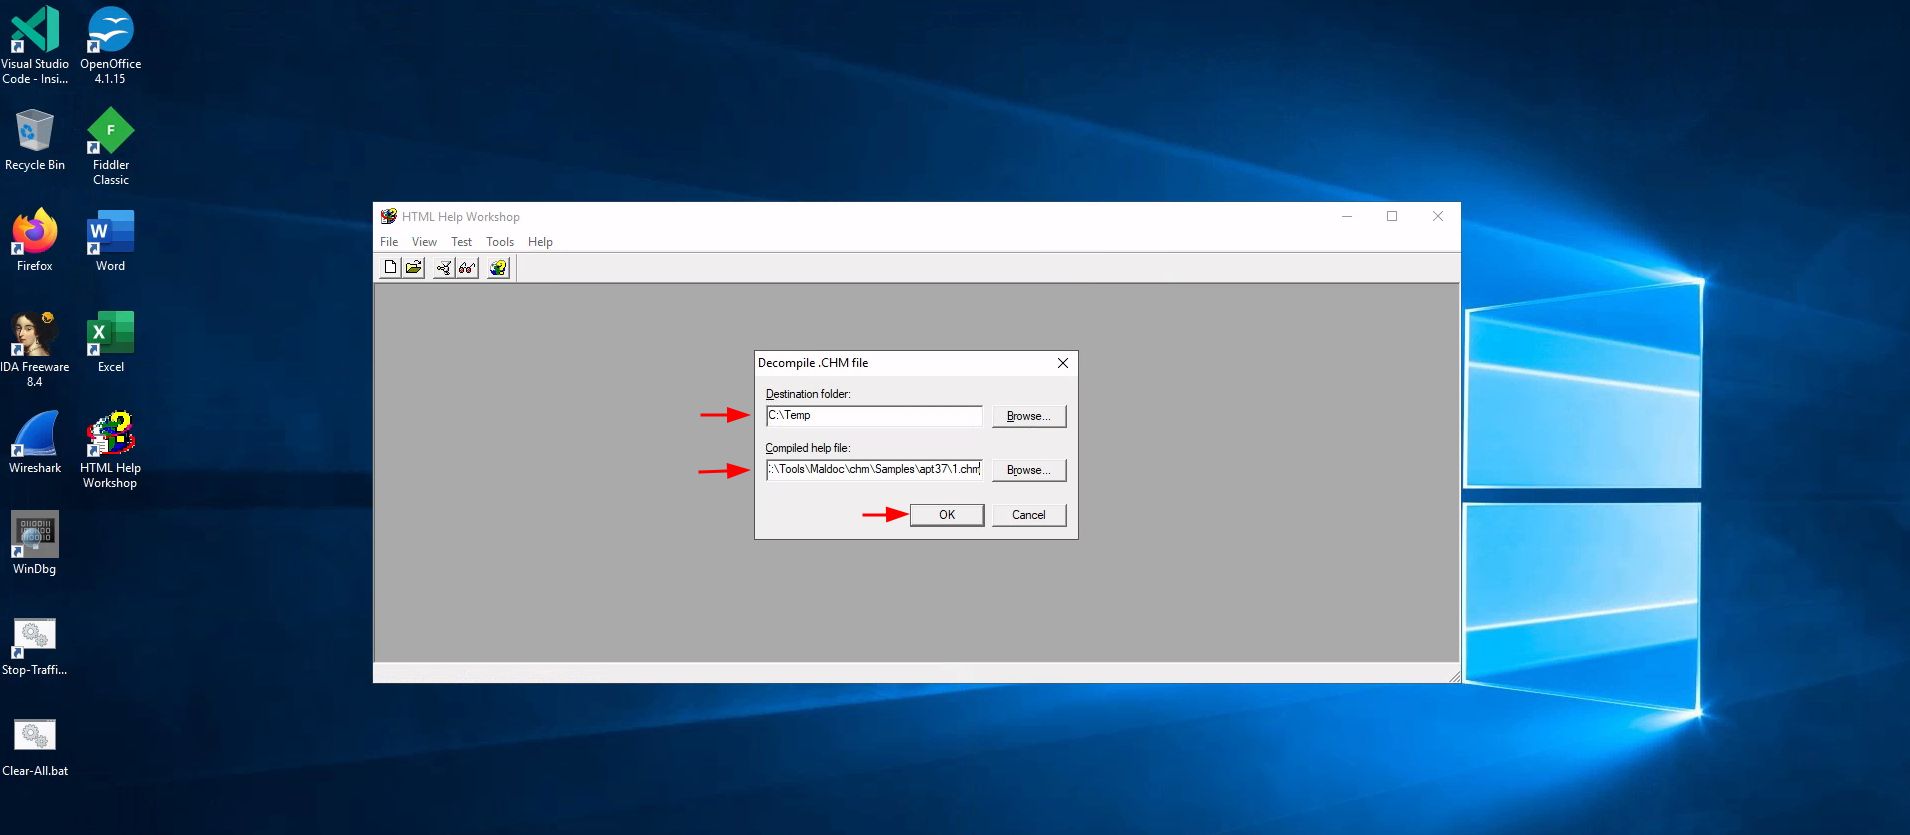 Visual Studio
Code - Insi...
OpenOffice
4.1.15
Recycle Bin
F
Fiddler
Classic
Firefox
W
Word
IDA Freeware
8.4
X
Excel
Wireshark
HTML Help
Workshop
WinDbg
Stop-Traffi...
Clear-All.bat
HTML Help Workshop
File View Test Tools Help
Decompile .CHM file
Destination folder:
C:\Temp
Browse...
Compiled help file:
:\Tools\Maldoc\chm\Samples\apt37\1.chm
Browse...
OK
Cancel